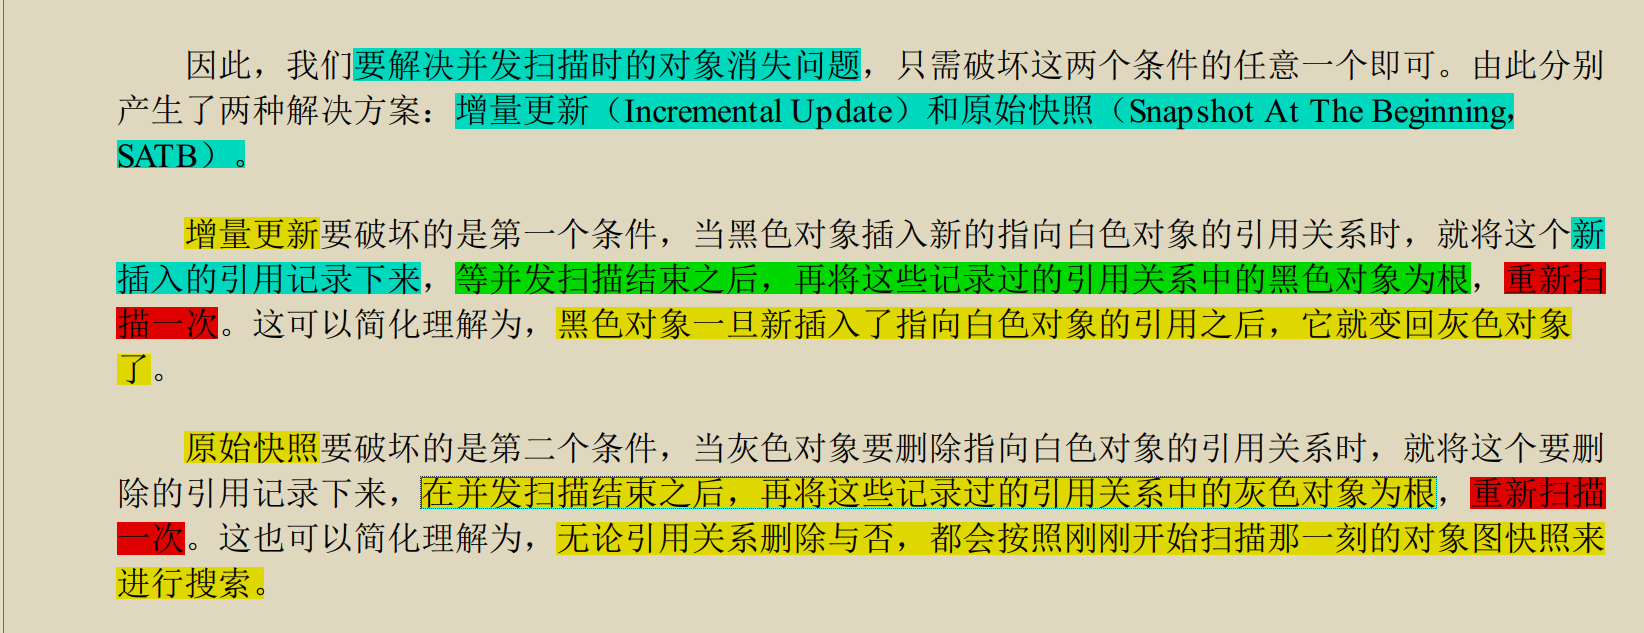 因此，我们要解决并发扫描时的对象消失问题，只需破坏这两个条件的任意一个即可。由此分别
产生了两种解决方案：增量更新（Incremental Update）和原始快照（Snapshot At The Beginning，
SATB）。
增量更新要破坏的是第一个条件，当黑色对象插入新的指向白色对象的引用关系时，就将这个新
插入的引用记录下来，等并发扫描结束之后，再将这些记录过的引用关系中的黑色对象为根，重新扫
描一次。这可以简化理解为，黑色对象一旦新插入了指向白色对象的引用之后，它就变回灰色对象
了。
原始快照要破坏的是第二个条件，当灰色对象要删除指向白色对象的引用关系时，就将这个要删
除的引用记录下来，在并发扫描结束之后，再将这些记录过的引用关系中的灰色对象为根，重新扫描
一次。这也可以简化理解为，无论引用关系删除与否，都会按照刚刚开始扫描那一刻的对象图快照来
进行搜索。